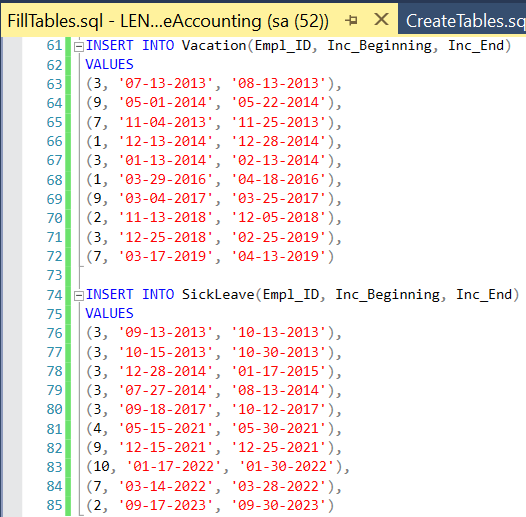 FillTables.sql - LEN...eAccounting (sa (52)) CreateTables.sq
61 INSERT INTO Vacation(Empl_ID, Inc_Beginning, Inc_End)
62 VALUES
63 (3, '07-13-2013', '08-13-2013'),
64 (9, '05-01-2014', '05-22-2014'),
65 (7, '11-04-2013', '11-25-2013'),
66 (1, '12-13-2014', '12-28-2014'),
67 (3, '01-13-2014', '02-13-2014'),
68 (1, '03-29-2016', '04-18-2016'),
69 (9, '03-04-2017', '03-25-2017'),
70 (2, '11-13-2018', '12-05-2018'),
71 (3, '12-25-2018', '02-25-2019'),
72 (7, '03-17-2019', '04-13-2019')
73
74 INSERT INTO SickLeave(Empl_ID, Inc_Beginning, Inc_End)
75 VALUES
76 (3, '09-13-2013', '10-13-2013'),
77 (3, '10-15-2013', '10-30-2013'),
78 (3, '12-28-2014', '01-17-2015'),
79 (3, '07-27-2014', '08-13-2014'),
80 (3, '09-18-2017', '10-12-2017'),
81 (4, '05-15-2021', '05-30-2021'),
82 (9, '12-15-2021', '12-25-2021'),
83 (10, '01-17-2022', '01-30-2022'),
84 (7, '03-14-2022', '03-28-2022'),
85 (2, '09-17-2023', '09-30-2023')